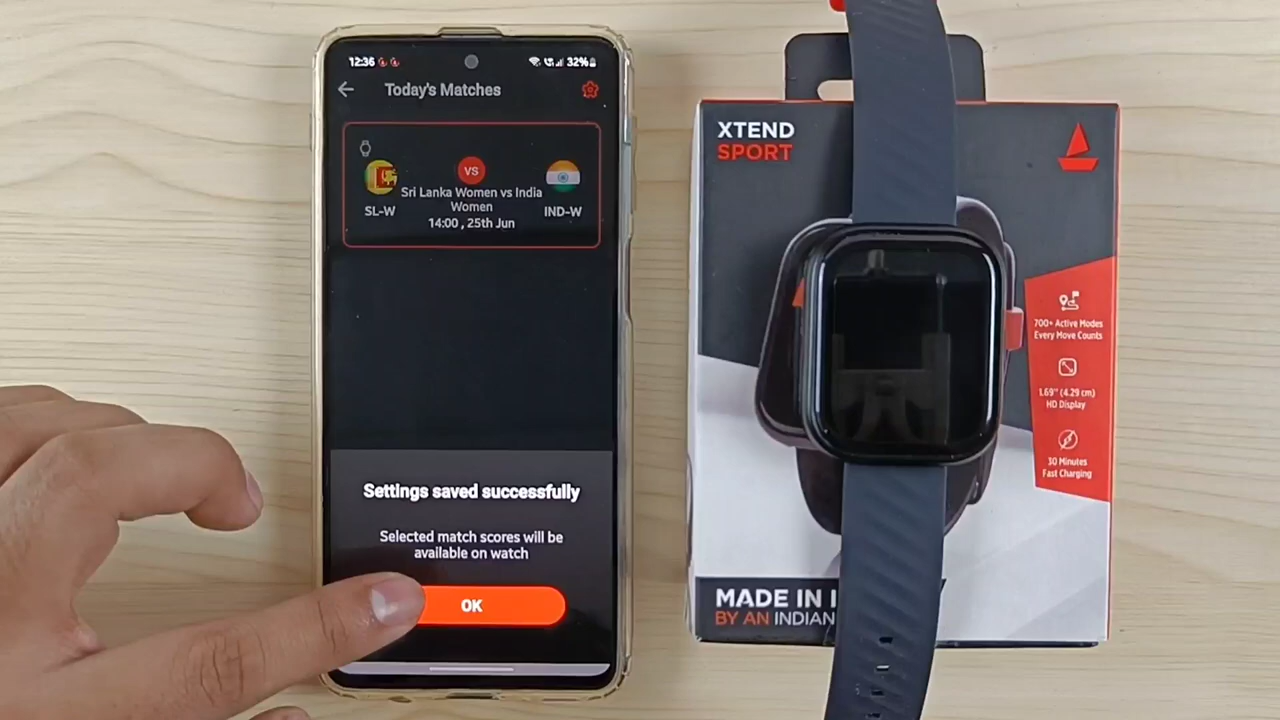 12:36
32%
Today's Matches
VS
Sri Lanka Women vs India
Women
SL-W
IND-W
14:00 , 25th Jun
Settings saved successfully
Selected match scores will be
available on watch
OK
XTEND
SPORT
700+ Active Modes
Every Move Counts
1.69" (4.29 cm)
HD Display
30 Minutes
Fast Charging
MADE IN I
BY AN INDIAN